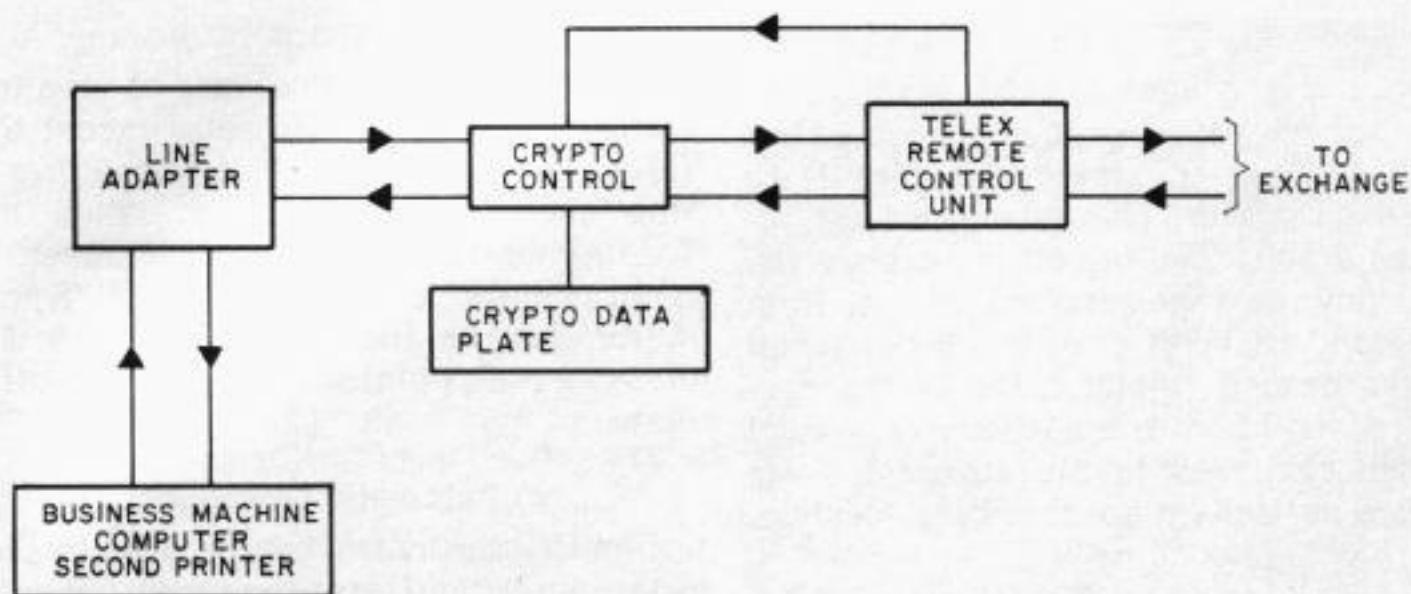 LINE
ADAPTER
CRYPTO
CONTROL
TELEX
REMOTE
CONTROL
UNIT
TO
EXCHANGE
CRYPTO DATA
PLATE
BUSINESS MACHINE
COMPUTER
SECOND PRINTER